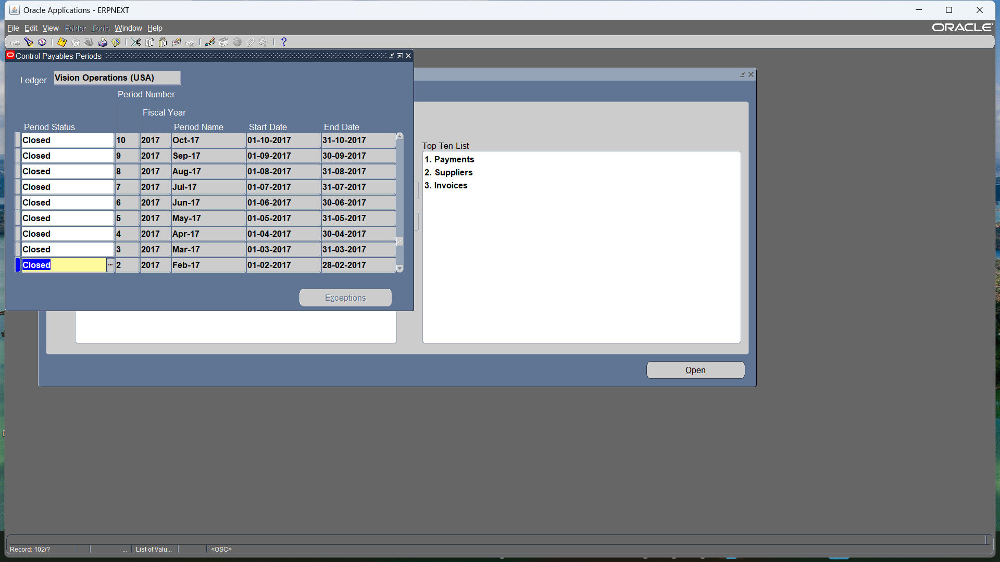 Oracle Applications - ERPNEXT
File Edit View Folder Tools Window Help
ORACLE
Control Payables Periods
Ledger Vision Operations (USA)
Period Number
Fiscal Year
Period Status Period Name Start Date End Date
Closed 10 2017 Oct-17 01-10-2017 31-10-2017
Closed 9 2017 Sep-17 01-09-2017 30-09-2017
Closed 8 2017 Aug-17 01-08-2017 31-08-2017
Closed 7 2017 Jul-17 01-07-2017 31-07-2017
Closed 6 2017 Jun-17 01-06-2017 30-06-2017
Closed 5 2017 May-17 01-05-2017 31-05-2017
Closed 4 2017 Apr-17 01-04-2017 30-04-2017
Closed 3 2017 Mar-17 01-03-2017 31-03-2017
Closed ... 2 2017 Feb-17 01-02-2017 28-02-2017
Exceptions
Top Ten List
1. Payments
2. Suppliers
3. Invoices
Open
Record: 102/? ... List of Valu... <OSC>